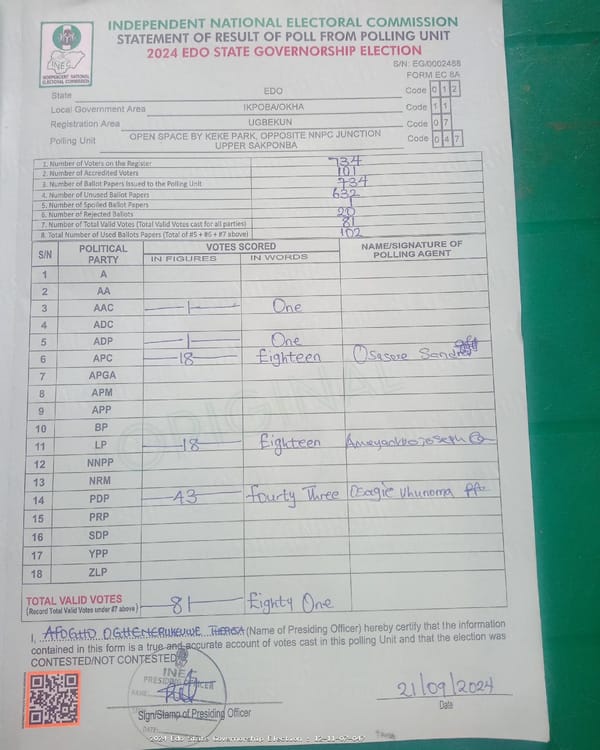 INDEPENDENT NATIONAL ELECTORAL COMMISSION
STATEMENT OF RESULT OF POLL FROM POLLING UNIT
2024 EDO STATE GOVERNORSHIP ELECTION
INEC
INDEPENDENT NATIONAL ELECTORAL COMMISSION
S/N: EG/0002488
FORM EC 8A
State EDO Code 0 1 2
Local Government Area IKPOBA/OKHA Code 1 1
Registration Area UGBEKUN Code 0 7
Polling Unit OPEN SPACE BY KEKE PARK, OPPOSITE NNPC JUNCTION UPPER SAKPONBA Code 0 4 7
1. Number of Voters on the Register 734
2. Number of Accredited Voters 101
3. Number of Ballot Papers Issued to the Polling Unit 734
4. Number of Unused Ballot Papers 632
5. Number of Spoiled Ballot Papers 1
6. Number of Rejected Ballots 20
7. Number of Total Valid Votes (Total Valid Votes cast for all parties) 81
8. Total Number of Used Ballots Papers (Total of #5 + #6 + #7 above) 102
S/N POLITICAL PARTY VOTES SCORED NAME/SIGNATURE OF POLLING AGENT
IN FIGURES IN WORDS
1 A
2 AA
3 AAC 1 One
4 ADC
5 ADP 1 One
6 APC 18 Eighteen Osasere Sandra
7 APGA
8 APM
9 APP
10 BP
11 LP 18 Eighteen Joseph
12 NNPP
13 NRM
14 PDP 43 fourty Three Eagie Uhunoma
15 PRP
16 SDP
17 YPP
18 ZLP
ORIGINAL
TOTAL VALID VOTES 81 Eighty One
(Record Total Valid Votes under #7 above)
I, AFOGHO OGHENERUKEVWE THERESA (Name of Presiding Officer) hereby certify that the information
contained in this form is a true and accurate account of votes cast in this polling Unit and that the election was
CONTESTED/NOT CONTESTED
INEC
PRESIDING OFFICER
NAME:
DATE:
21/09/2024
Sign/Stamp of Presiding Officer
Date
2024 Edo State Governorship Election - 12-11-07-047